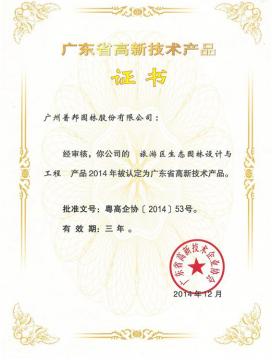 广东省高新技术产品
证书
广州普邦园林股份有限公司：
经审核，你公司的 旅游区生态园林设计与
工程 产品2014年被认定为广东省高新技术产品。
批准文号：粤高企协〔2014〕53号。
有效期：三年。
广东省高新技术企业协会
2014年12月